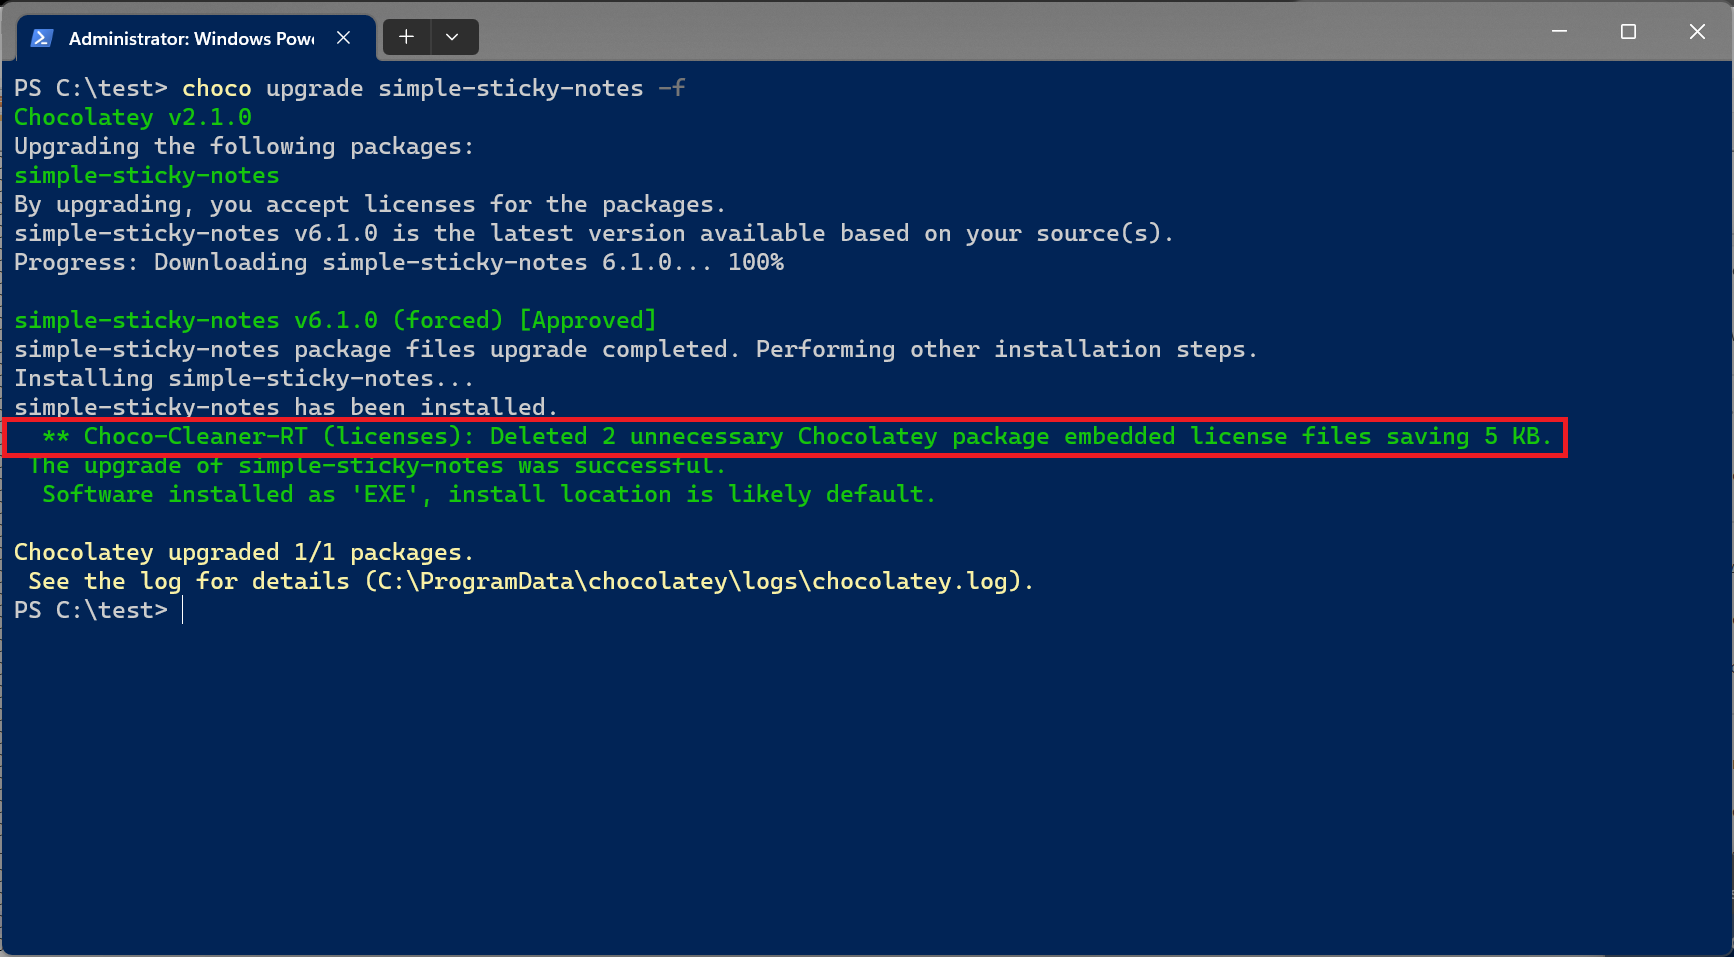 Administrator: Windows Pow
PS C:\test> choco upgrade simple-sticky-notes -f
Chocolatey v2.1.0
Upgrading the following packages:
simple-sticky-notes
By upgrading, you accept licenses for the packages.
simple-sticky-notes v6.1.0 is the latest version available based on your source(s).
Progress: Downloading simple-sticky-notes 6.1.0... 100%
simple-sticky-notes v6.1.0 (forced) [Approved]
simple-sticky-notes package files upgrade completed. Performing other installation steps.
Installing simple-sticky-notes...
simple-sticky-notes has been installed.
** Choco-Cleaner-RT (licenses): Deleted 2 unnecessary Chocolatey package embedded license files saving 5 KB.
The upgrade of simple-sticky-notes was successful.
Software installed as 'EXE', install location is likely default.
Chocolatey upgraded 1/1 packages.
See the log for details (C:\ProgramData\chocolatey\logs\chocolatey.log).
PS C:\test>